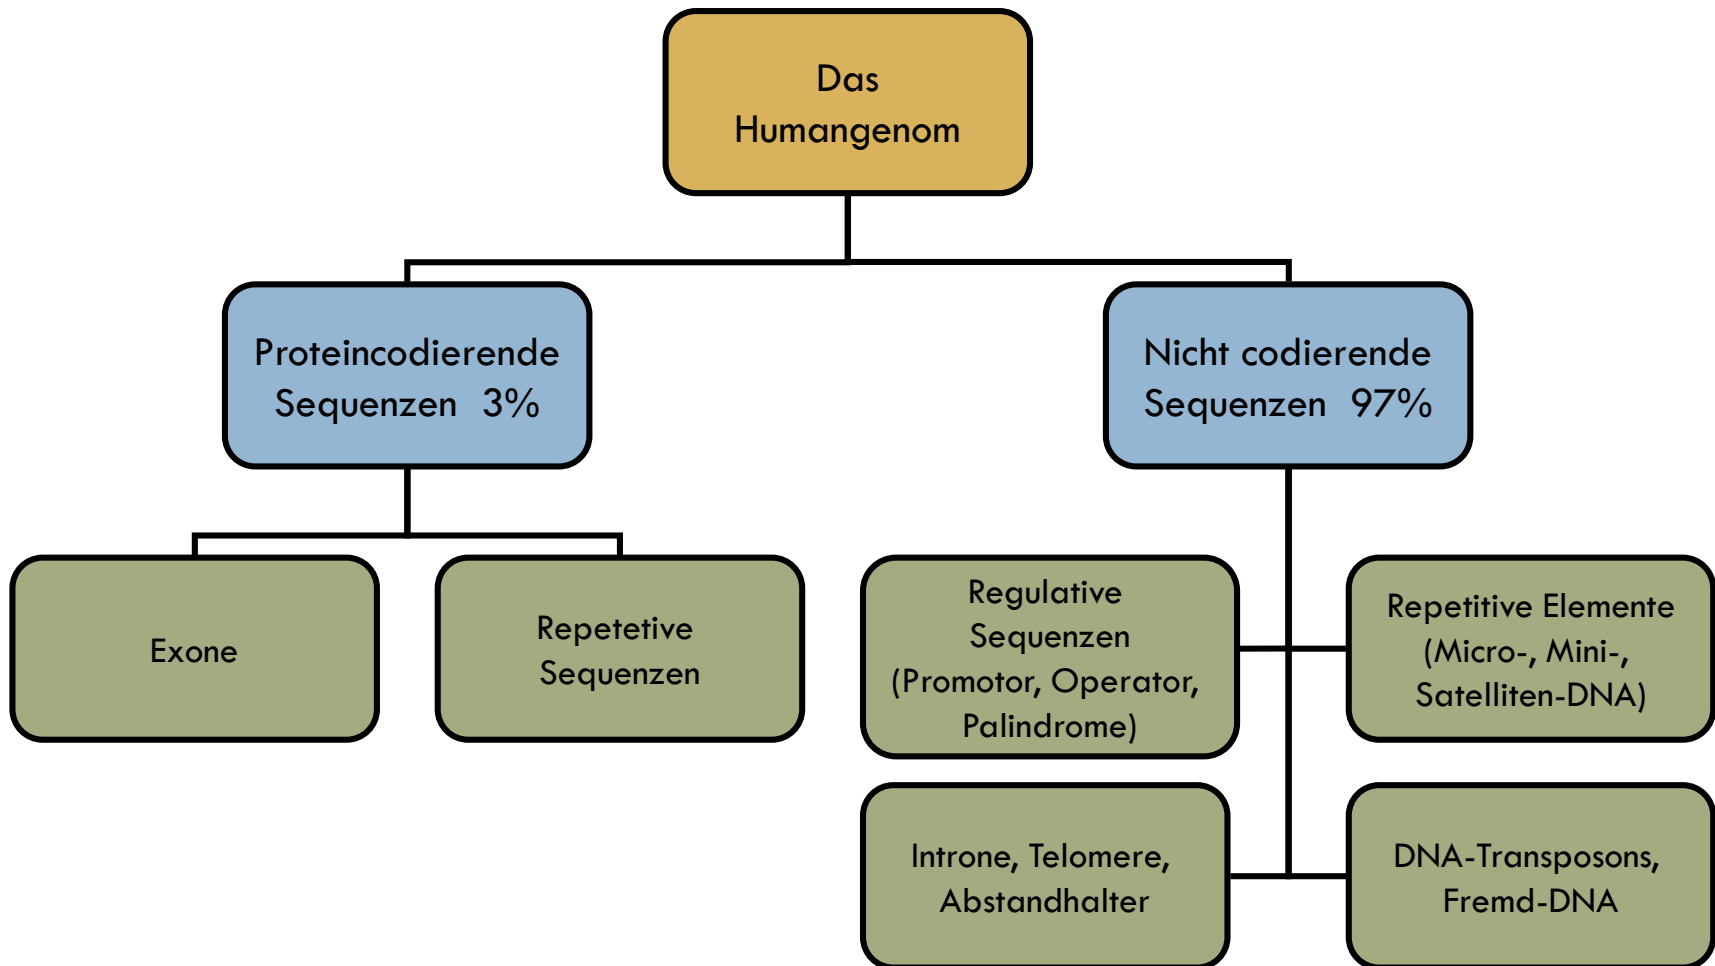 Das
Humangenom
Proteincodierende
Sequenzen 3%
Nicht codierende
Sequenzen 97%
Exone
Repetetive
Sequenzen
Regulative
Sequenzen
(Promotor, Operator,
Palindrome)
Repetitive Elemente
(Micro-, Mini-,
Satelliten-DNA)
Introne, Telomere,
Abstandhalter
DNA-Transposons,
Fremd-DNA